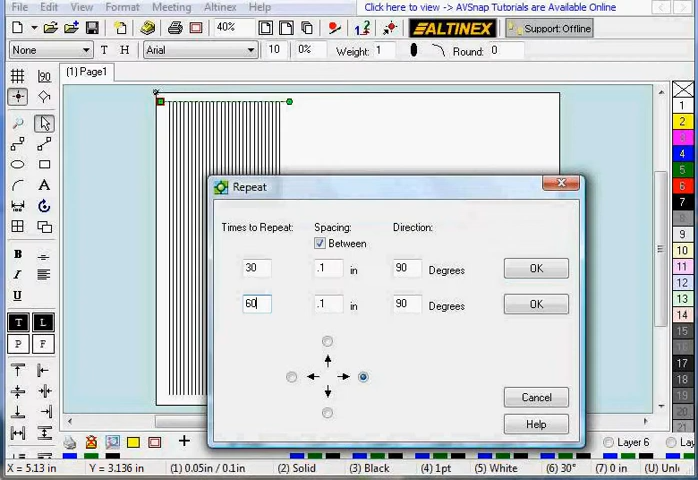 File Edit View Format Meeting Altinex Help
Click here to view -> AVSnap Tutorials are Available Online
40%
ALTINEX
Support: Offline
None
T H
Arial
10
0%
Weight: 1
Round: 0
(1) Page1
90
A
B
I
U
T L
P F
Repeat
Times to Repeat:
Spacing:
Direction:
Between
30
.1 in
90 Degrees
OK
60
.1 in
90 Degrees
OK
Cancel
Help
1
2
3
4
5
6
7
8
9
10
11
12
13
14
15
16
17
18
19
Layer 6
X = 5.13 in
Y = 3.136 in
(1) 0.05in / 0.1in
(2) Solid
(3) Black
(4) 1pt
(5) White
(6) 30°
(7) 0 in